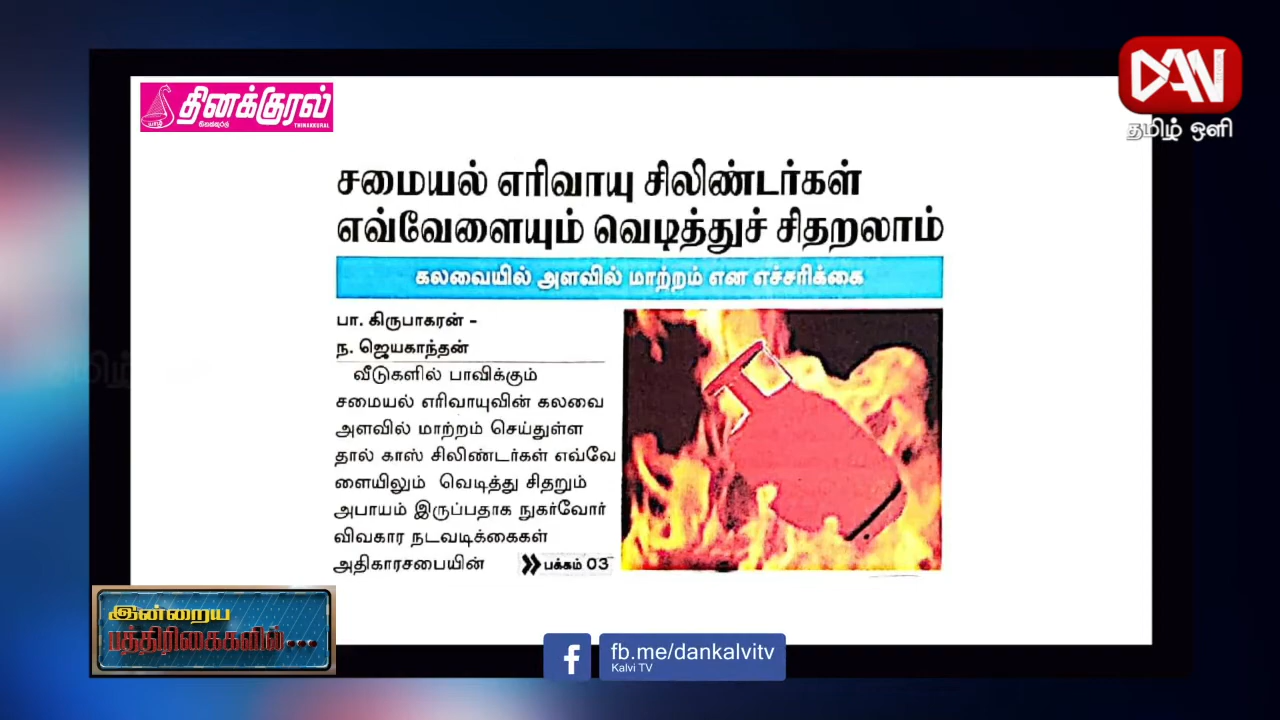 தினக்குரல்
THINAKKURAL
DAN
தமிழ் ஒளி
சமையல் எரிவாயு சிலிண்டர்கள்
எவ்வேளையும் வெடித்துச் சிதறலாம்
கலவையில் அளவில் மாற்றம் என எச்சரிக்கை
பா. கிருபாகரன் -
ந. ஜெயகாந்தன்
வீடுகளில் பாவிக்கும்
சமையல் எரிவாயுவின் கலவை
அளவில் மாற்றம் செய்துள்ள
தால் காஸ் சிலிண்டர்கள் எவ்வே
ளையிலும் வெடித்து சிதறும்
அபாயம் இருப்பதாக நுகர்வோர்
விவகார நடவடிக்கைகள்
அதிகாரசபையின் பக்கம் 03
இன்றைய
பத்திரிகைகளில்...
fb.me/dankalvitv
Kalvi TV